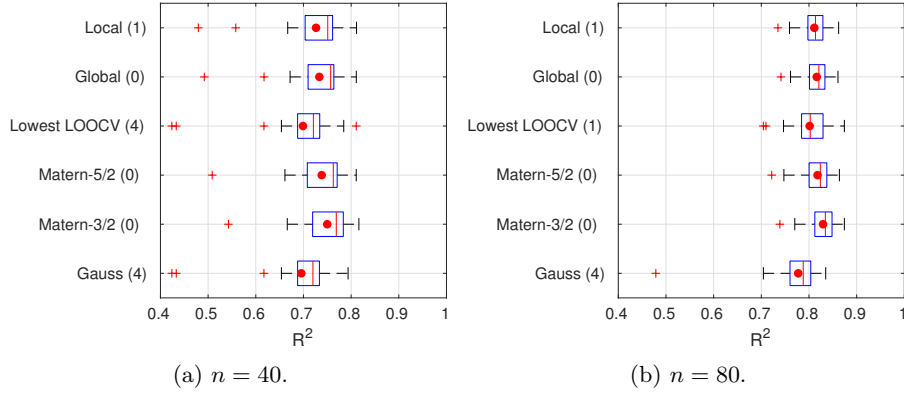 Local (1)
Global (0)
Lowest LOOCV (4)
Matern-5/2 (0)
Matern-3/2 (0)
Gauss (4)
0.4 0.5 0.6 0.7 0.8 0.9 1
R²
(a) n = 40.
Local (1)
Global (0)
Lowest LOOCV (1)
Matern-5/2 (0)
Matern-3/2 (0)
Gauss (4)
0.4 0.5 0.6 0.7 0.8 0.9 1
R²
(b) n = 80.